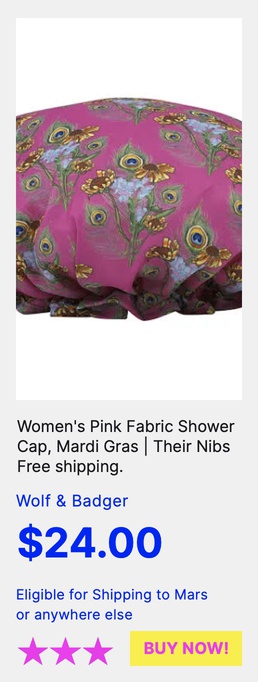 Women's Pink Fabric Shower
Cap, Mardi Gras | Their Nibs
Free shipping.
Wolf & Badger
$24.00
Eligible for Shipping to Mars
or anywhere else
BUY NOW!